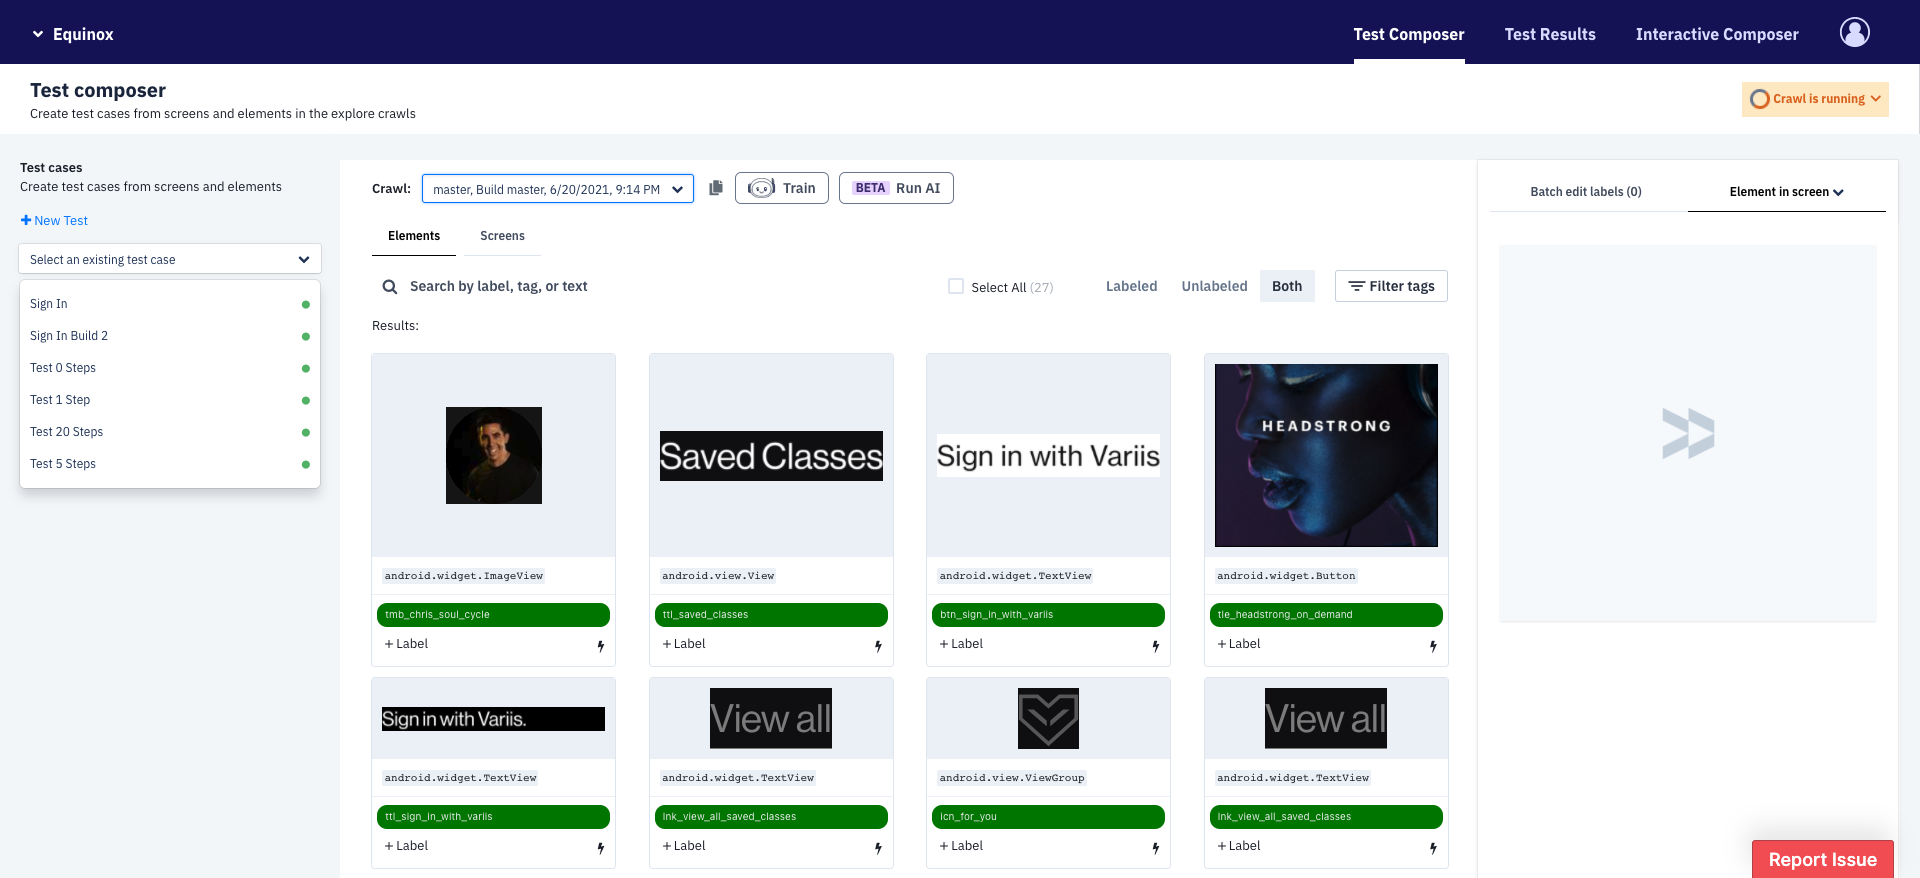 Equinox
Test Composer
Test Results
Interactive Composer
Test composer
Create test cases from screens and elements in the explore crawls
Crawl is running
Test cases
Create test cases from screens and elements
+ New Test
Select an existing test case
Sign In
Sign In Build 2
Test 0 Steps
Test 1 Step
Test 20 Steps
Test 5 Steps
Crawl:
master, Build master, 6/20/2021, 9:14 PM
Train
BETA Run AI
Elements
Screens
Search by label, tag, or text
Select All (27)
Labeled
Unlabeled
Both
Filter tags
Results:
Saved Classes
Sign in with Variis
HEADSTRONG
android.widget.ImageView
android.view.View
android.widget.TextView
android.widget.Button
tmb_chris_soul_cycle
ttl_saved_classes
btn_sign_in_with_variis
tle_headstrong_on_demand
+ Label
+ Label
+ Label
+ Label
Sign in with Variis.
View all
View all
android.widget.TextView
android.widget.TextView
android.view.ViewGroup
android.widget.TextView
ttl_sign_in_with_variis
lnk_view_all_saved_classes
icn_for_you
lnk_view_all_saved_classes
+ Label
+ Label
+ Label
+ Label
Batch edit labels (0)
Element in screen
Report Issue